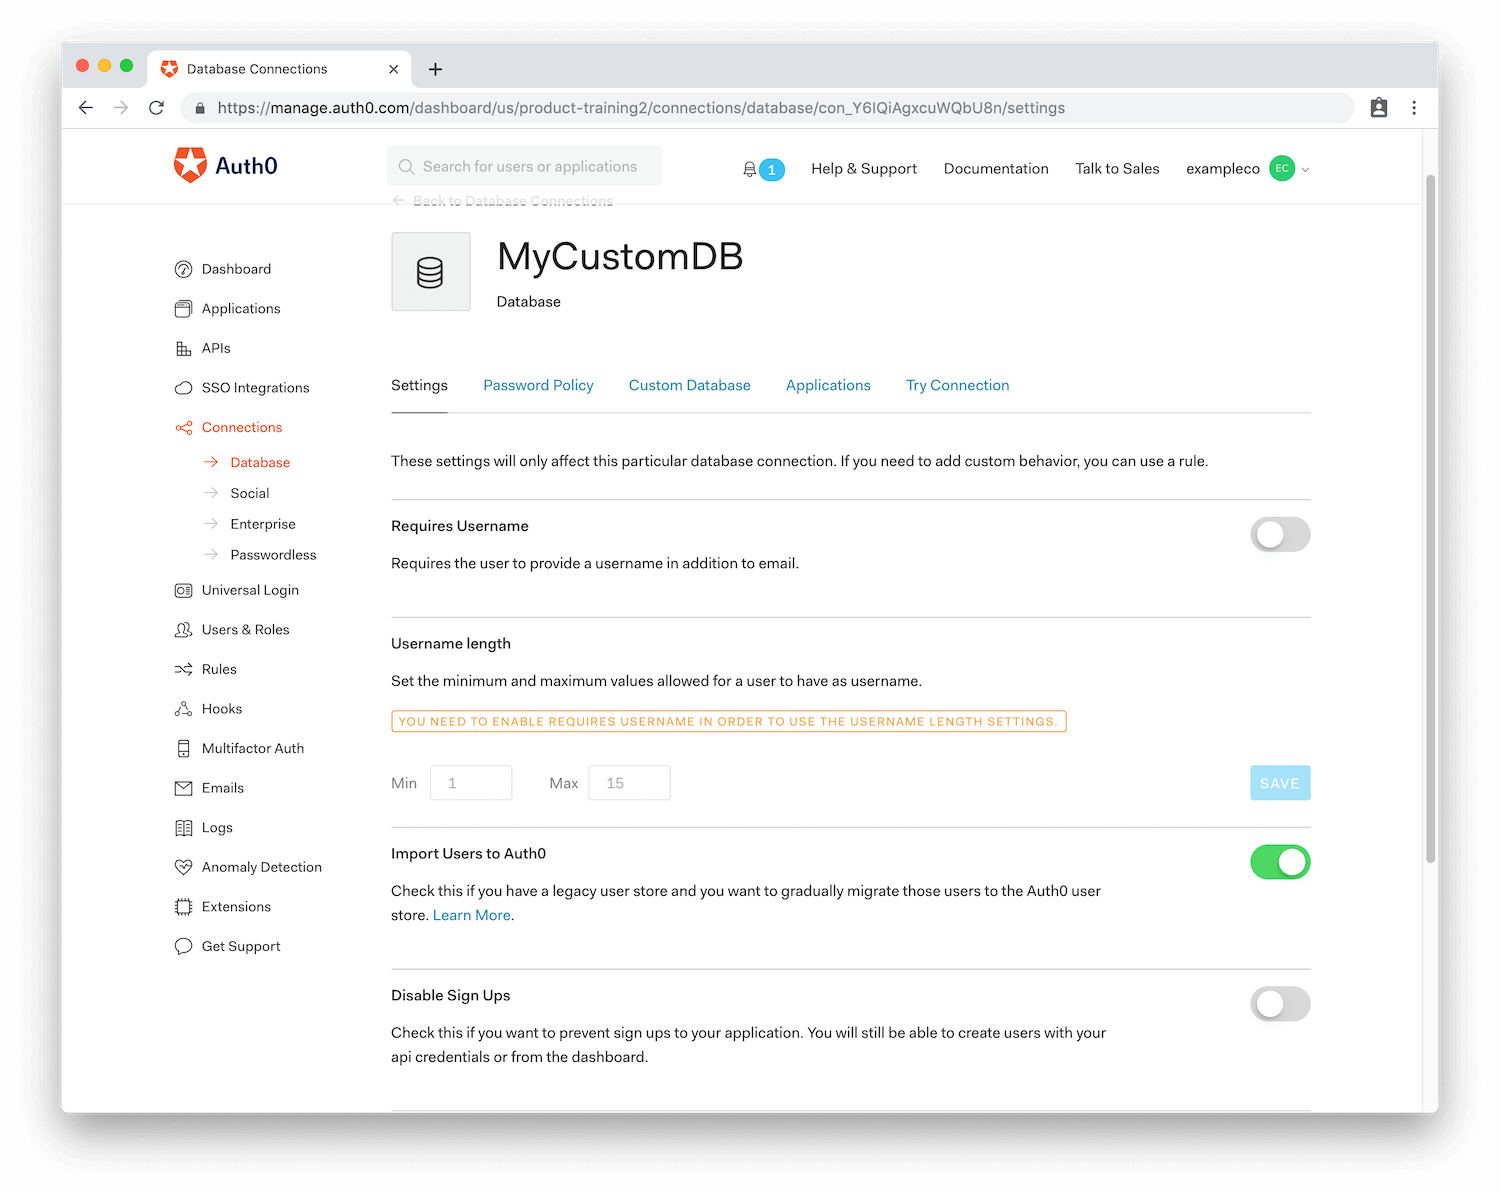 Database Connections
https://manage.auth0.com/dashboard/us/product-training2/connections/database/con_Y6IQiAgxcuWQbU8n/settings
Auth0
Search for users or applications
1
Help & Support
Documentation
Talk to Sales
exampleco
EC
Back to Database Connections
MyCustomDB
Database
Dashboard
Applications
APIs
SSO Integrations
Connections
Database
Social
Enterprise
Passwordless
Universal Login
Users & Roles
Rules
Hooks
Multifactor Auth
Emails
Logs
Anomaly Detection
Extensions
Get Support
Settings
Password Policy
Custom Database
Applications
Try Connection
These settings will only affect this particular database connection. If you need to add custom behavior, you can use a rule.
Requires Username
Requires the user to provide a username in addition to email.
Username length
Set the minimum and maximum values allowed for a user to have as username.
YOU NEED TO ENABLE REQUIRES USERNAME IN ORDER TO USE THE USERNAME LENGTH SETTINGS.
Min
1
Max
15
SAVE
Import Users to Auth0
Check this if you have a legacy user store and you want to gradually migrate those users to the Auth0 user
store. Learn More.
Disable Sign Ups
Check this if you want to prevent sign ups to your application. You will still be able to create users with your
api credentials or from the dashboard.